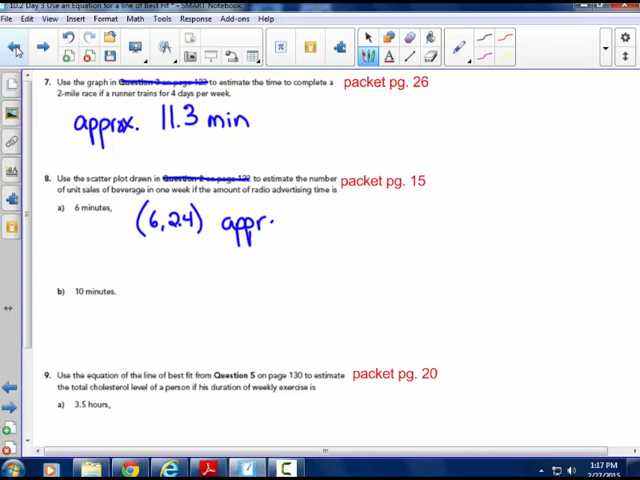 10.2 Day 3 Use an Equation for a line of Best Fit * - SMART Notebook
File Edit View Insert Format Math Tools Response Add-ons Help
7. Use the graph in Question 3 on page 123 to estimate the time to complete a packet pg. 26
2-mile race if a runner trains for 4 days per week.
approx. 11.3 min
8. Use the scatter plot drawn in Question 2 on page 122 to estimate the number
of unit sales of beverage in one week if the amount of radio advertising time is packet pg. 15
a) 6 minutes,
(6, 2.4) appr.
b) 10 minutes.
9. Use the equation of the line of best fit from Question 5 on page 130 to estimate packet pg. 20
the total cholesterol level of a person if his duration of weekly exercise is
a) 3.5 hours,
1:17 PM
2/27/2015